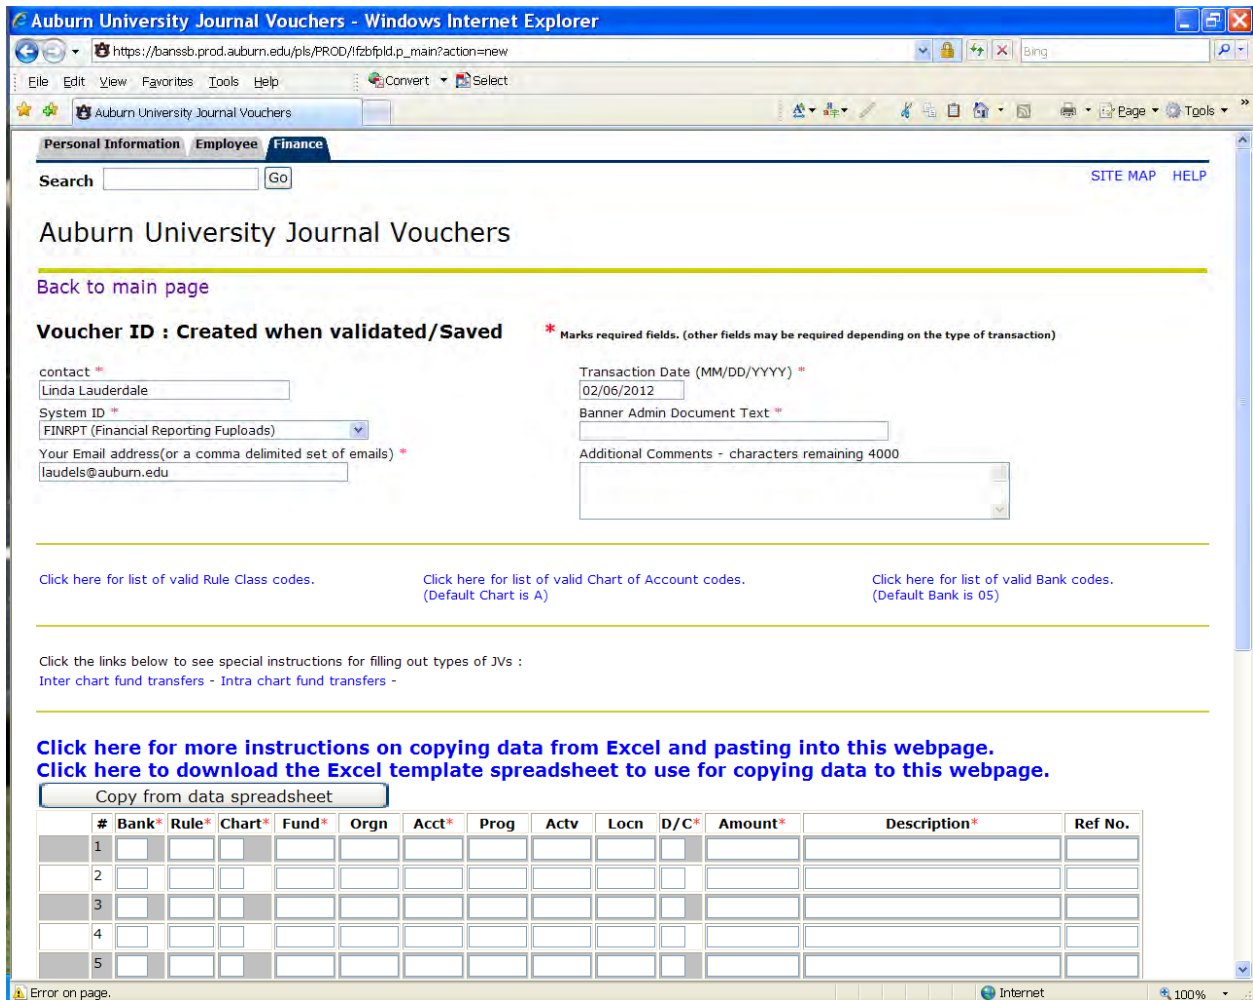 Auburn University Journal Vouchers - Windows Internet Explorer
https://banssb.prod.auburn.edu/pls/PROD/!fzbfpld.p_main?action=new
Bing
File Edit View Favorites Tools Help Convert Select
Auburn University Journal Vouchers Page Tools »
Personal Information Employee Finance
Search Go SITE MAP HELP
Auburn University Journal Vouchers
Back to main page
Voucher ID : Created when validated/Saved * Marks required fields. (other fields may be required depending on the type of transaction)
contact * Transaction Date (MM/DD/YYYY) *
Linda Lauderdale 02/06/2012
System ID * Banner Admin Document Text *
FINRPT (Financial Reporting Fuploads)
Your Email address(or a comma delimited set of emails) * Additional Comments - characters remaining 4000
laudels@auburn.edu
Click here for list of valid Rule Class codes. Click here for list of valid Chart of Account codes. Click here for list of valid Bank codes.
(Default Chart is A) (Default Bank is 05)
Click the links below to see special instructions for filling out types of JVs :
Inter chart fund transfers - Intra chart fund transfers -
Click here for more instructions on copying data from Excel and pasting into this webpage.
Click here to download the Excel template spreadsheet to use for copying data to this webpage.
Copy from data spreadsheet
# Bank* Rule* Chart* Fund* Orgn Acct* Prog Actv Locn D/C* Amount* Description* Ref No.
1
2
3
4
5
Error on page. Internet 100%